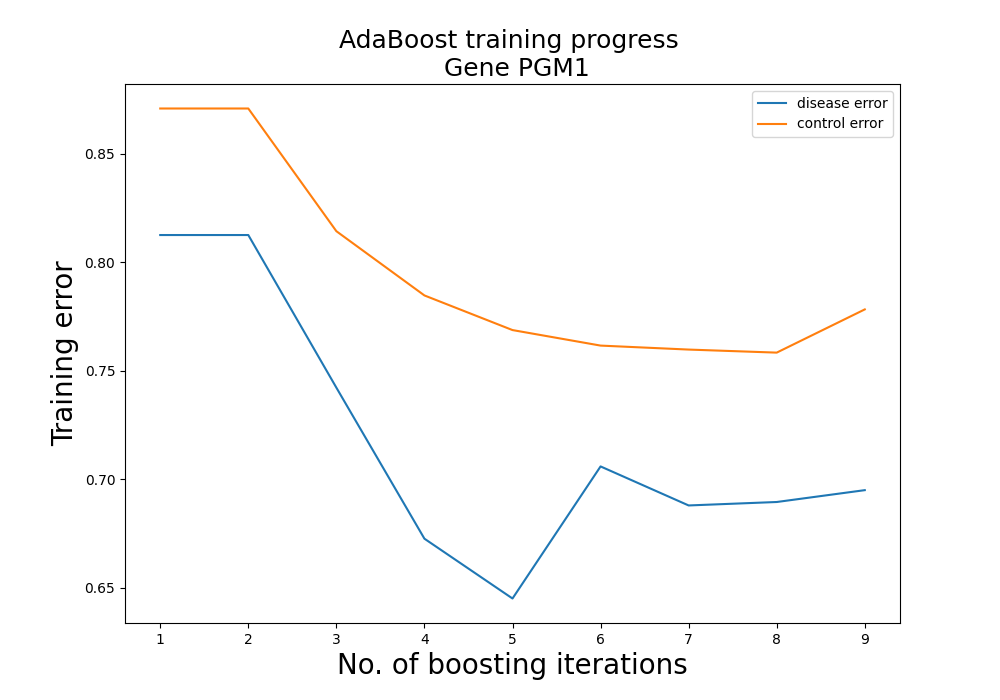 AdaBoost training progress
Gene PGM1
disease error
control error
0.85
0.80
0.75
0.70
0.65
Training error
1 2 3 4 5 6 7 8 9
No. of boosting iterations